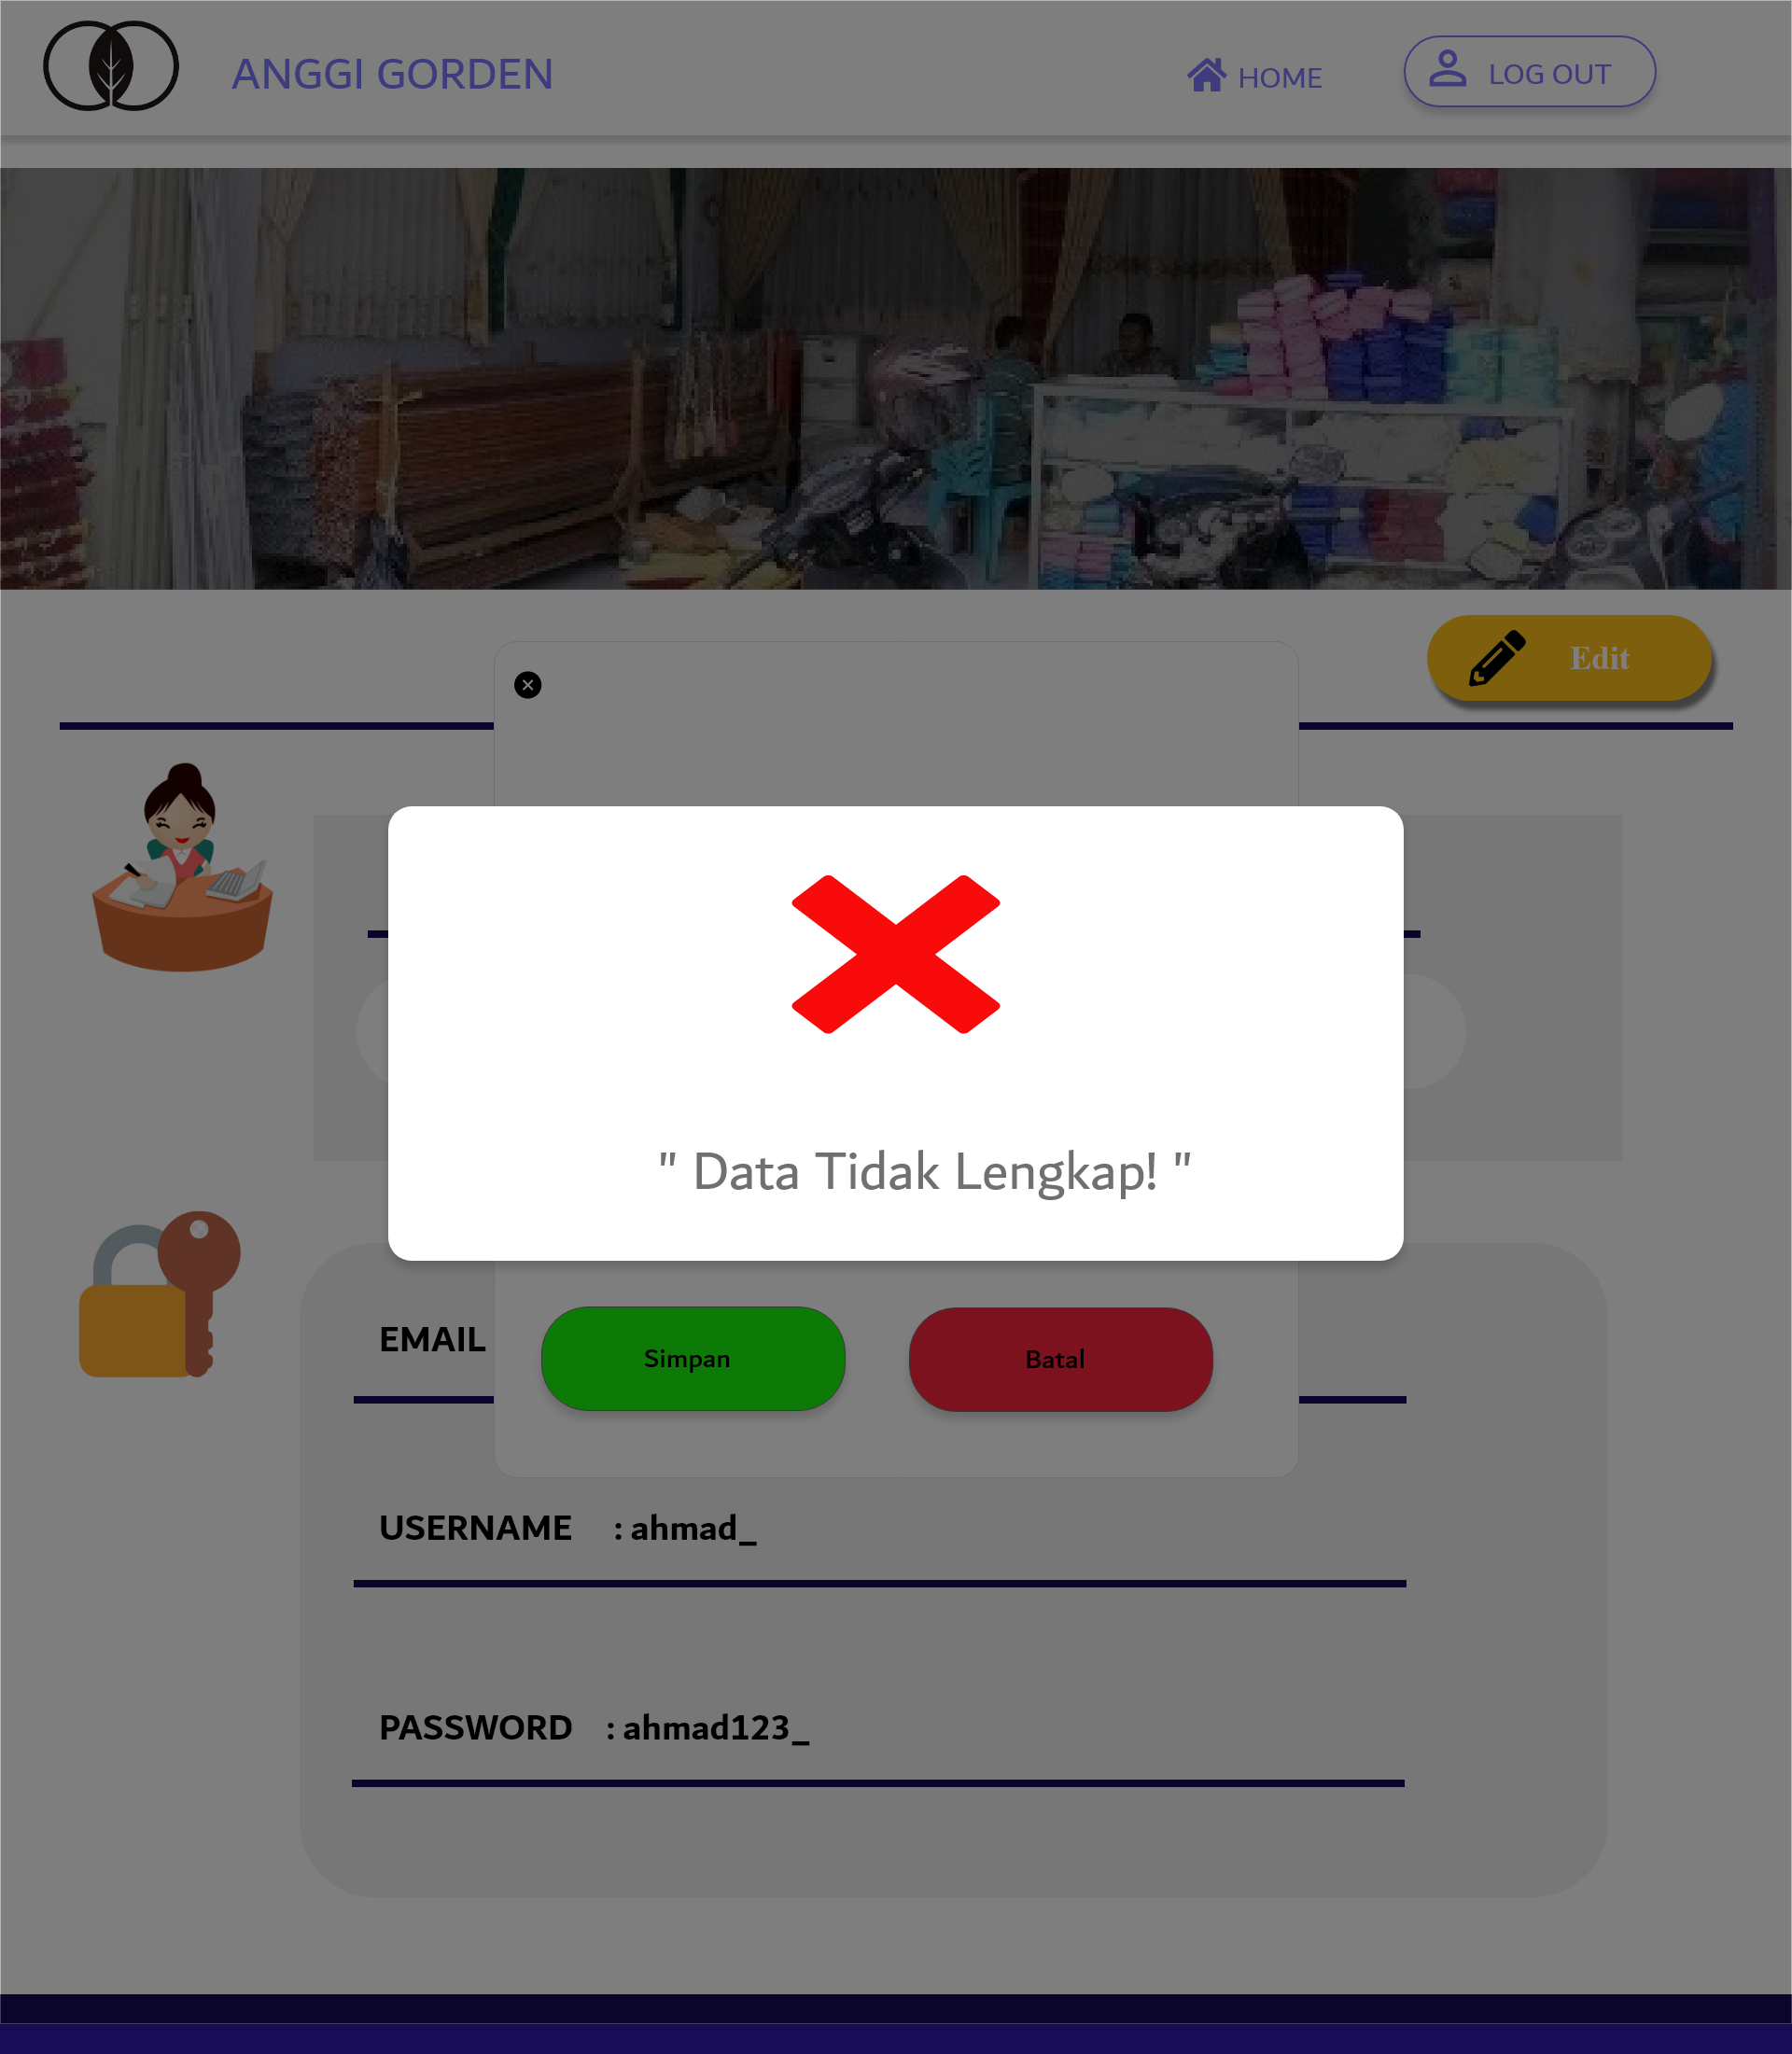 ANGGI GORDEN
HOME
LOG OUT
Edit
" Data Tidak Lengkap! "
EMAIL
Simpan
Batal
USERNAME : ahmad_
PASSWORD : ahmad123_